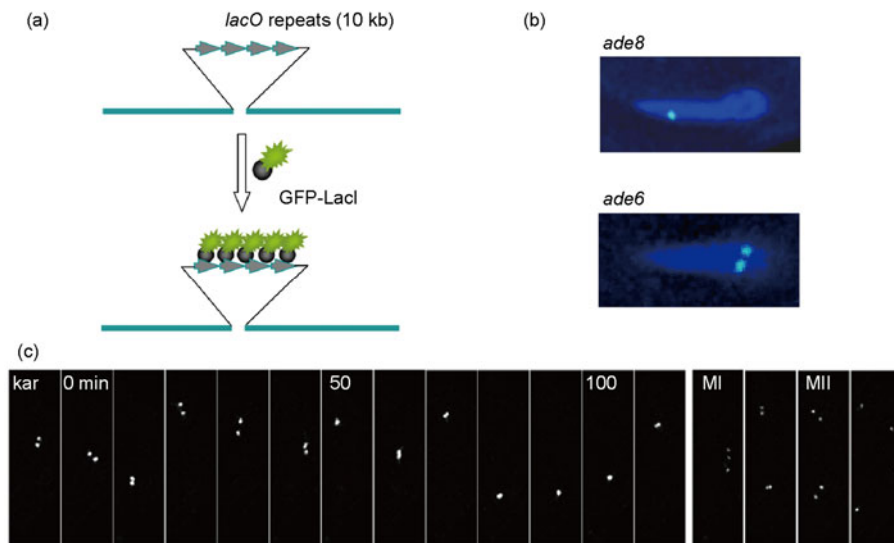 (a)
lacO repeats (10 kb)
GFP-LacI
(b)
ade8
ade6
(c)
kar 0 min 50 100 MI MII